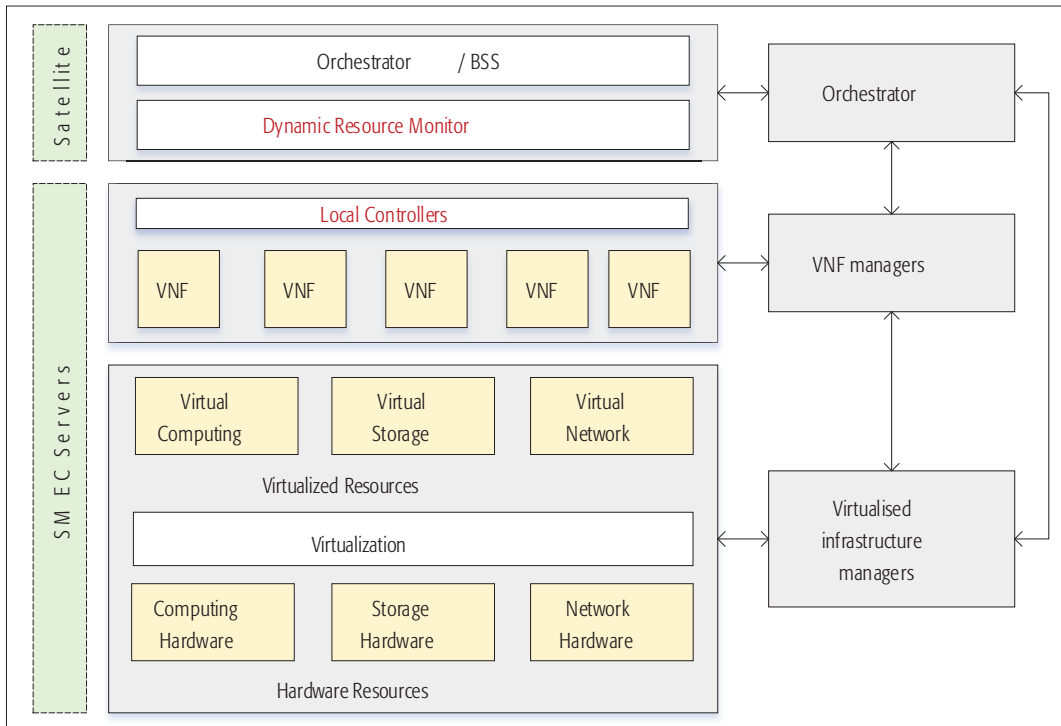 Satellite
Orchestrator / BSS
Dynamic Resource Monitor
Orchestrator
SM EC Servers
Local Controllers
VNF VNF VNF VNF VNF
VNF managers
Virtual
Computing
Virtual
Storage
Virtual
Network
Virtualized Resources
Virtualization
Computing
Hardware
Storage
Hardware
Network
Hardware
Hardware Resources
Virtualised
infrastructure
managers